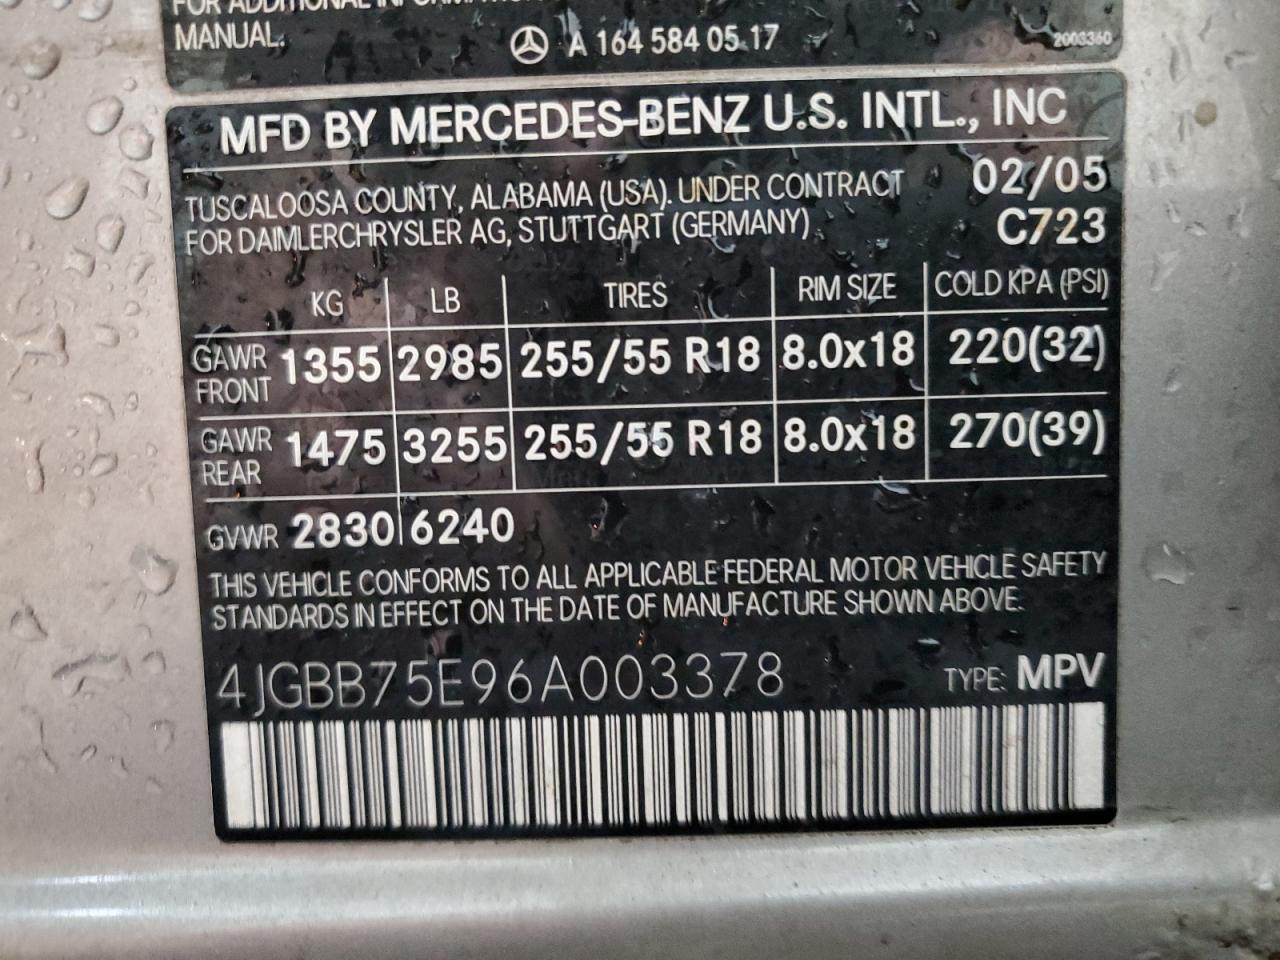 FOR ADDITIONAL INFORMATION
MANUAL.
A 164 584 05 17
2003360
MFD BY MERCEDES-BENZ U.S. INTL., INC
TUSCALOOSA COUNTY, ALABAMA (USA). UNDER CONTRACT 02/05
FOR DAIMLERCHRYSLER AG, STUTTGART (GERMANY) C723
KG LB TIRES RIM SIZE COLD KPA (PSI)
GAWR FRONT 1355 2985 255/55 R18 8.0x18 220(32)
GAWR REAR 1475 3255 255/55 R18 8.0x18 270(39)
GVWR 2830 6240
THIS VEHICLE CONFORMS TO ALL APPLICABLE FEDERAL MOTOR VEHICLE SAFETY
STANDARDS IN EFFECT ON THE DATE OF MANUFACTURE SHOWN ABOVE.
4JGBB75E96A003378 TYPE: MPV